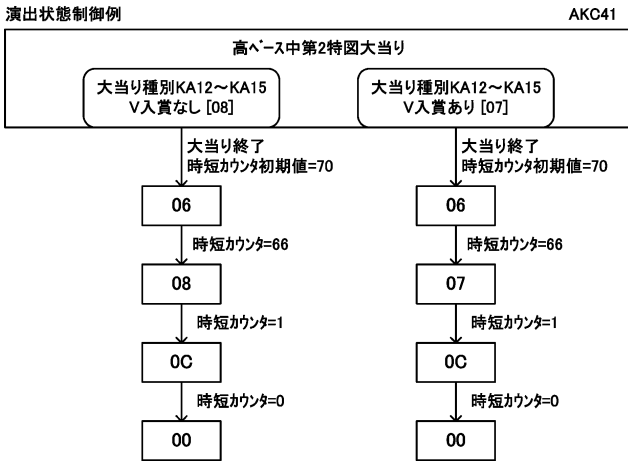 演出状態制御例
AKC41
高ベース中第2特図大当り
大当り種別KA12～KA15
V入賞なし [08]
大当り種別KA12～KA15
V入賞あり [07]
大当り終了
時短カウンタ初期値=70
大当り終了
時短カウンタ初期値=70
06
06
時短カウンタ=66
時短カウンタ=66
08
07
時短カウンタ=1
時短カウンタ=1
0C
0C
時短カウンタ=0
時短カウンタ=0
00
00